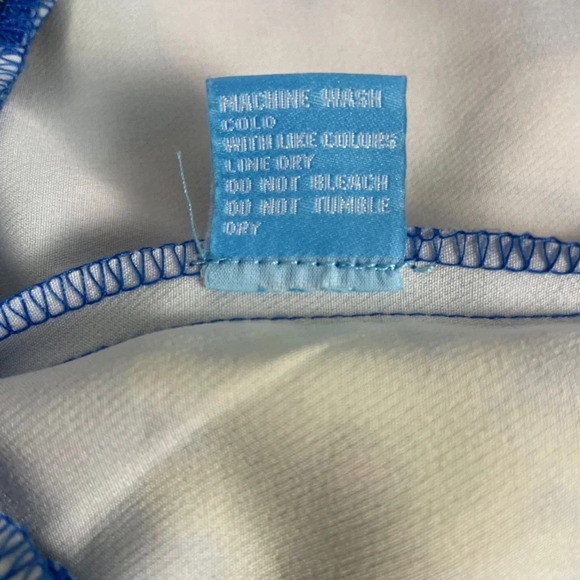 MACHINE WASH
COLD
WITH LIKE COLORS
LINE DRY
DO NOT BLEACH
DO NOT TUMBLE
DRY